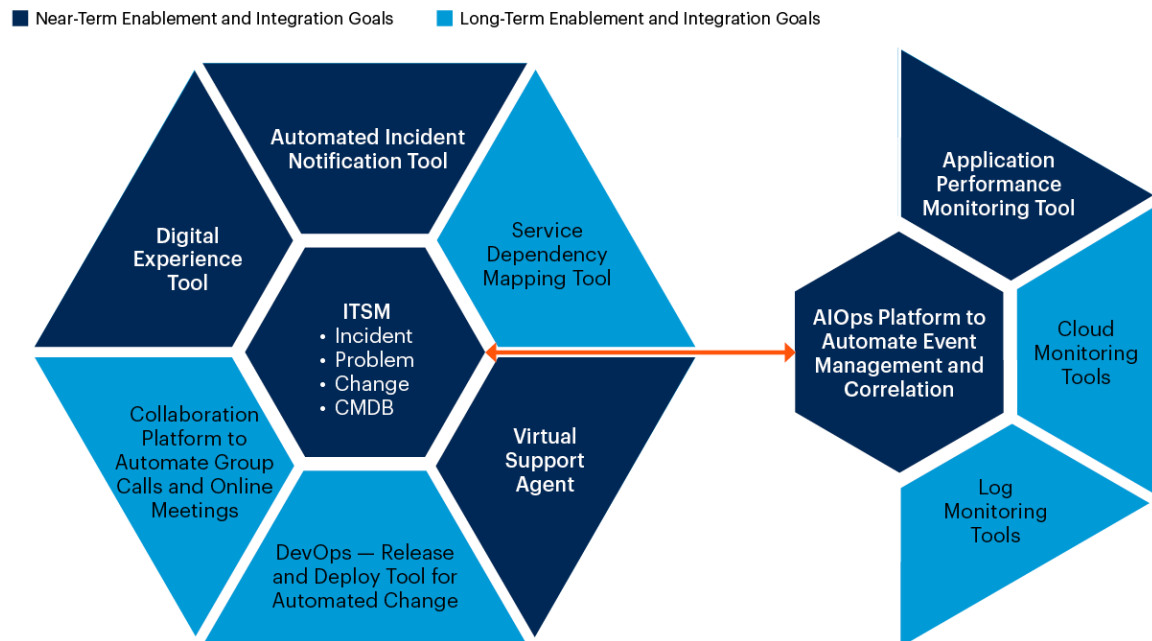 Near-Term Enablement and Integration Goals
Long-Term Enablement and Integration Goals
Automated Incident
Notification Tool
Digital
Experience
Tool
Service
Dependency
Mapping Tool
ITSM
• Incident
• Problem
• Change
• CMDB
Collaboration
Platform to
Automate Group
Calls and Online
Meetings
Virtual
Support
Agent
DevOps — Release
and Deploy Tool for
Automated Change
Application
Performance
Monitoring Tool
AIOps Platform to
Automate Event
Management and
Correlation
Cloud
Monitoring
Tools
Log
Monitoring
Tools